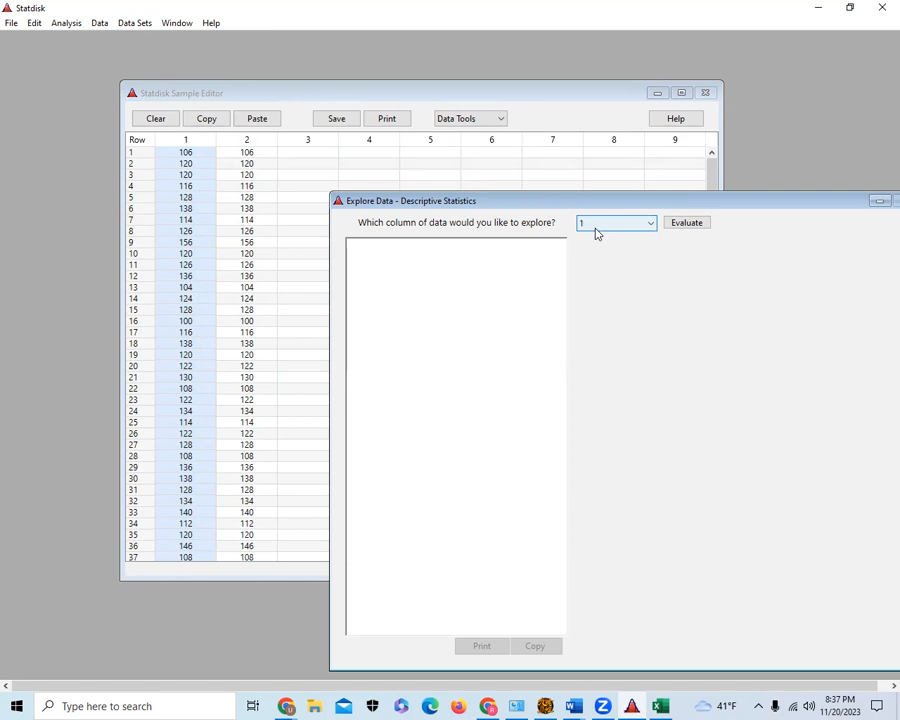 Statdisk
File Edit Analysis Data Data Sets Window Help
Statdisk Sample Editor
Clear Copy Paste Save Print Data Tools Help
Row 1 2 3 4 5 6 7 8 9
1 106 106
2 120 120
3 120 120
4 116 116
Explore Data - Descriptive Statistics
Which column of data would you like to explore? 1 Evaluate
5 128 128
6 138 138
7 114 114
8 126 126
9 156 156
10 120 120
11 126 126
12 136 136
13 104 104
14 124 124
15 128 128
16 100 100
17 116 116
18 138 138
19 120 120
20 122 122
21 130 130
22 108 108
23 122 122
24 134 134
25 114 114
26 122 122
27 128 128
28 108 108
29 136 136
30 138 138
31 128 128
32 134 134
33 140 140
34 112 112
35 120 120
36 146 146
37 108 108
Print Copy
Type here to search
41°F
8:37 PM
11/20/2023